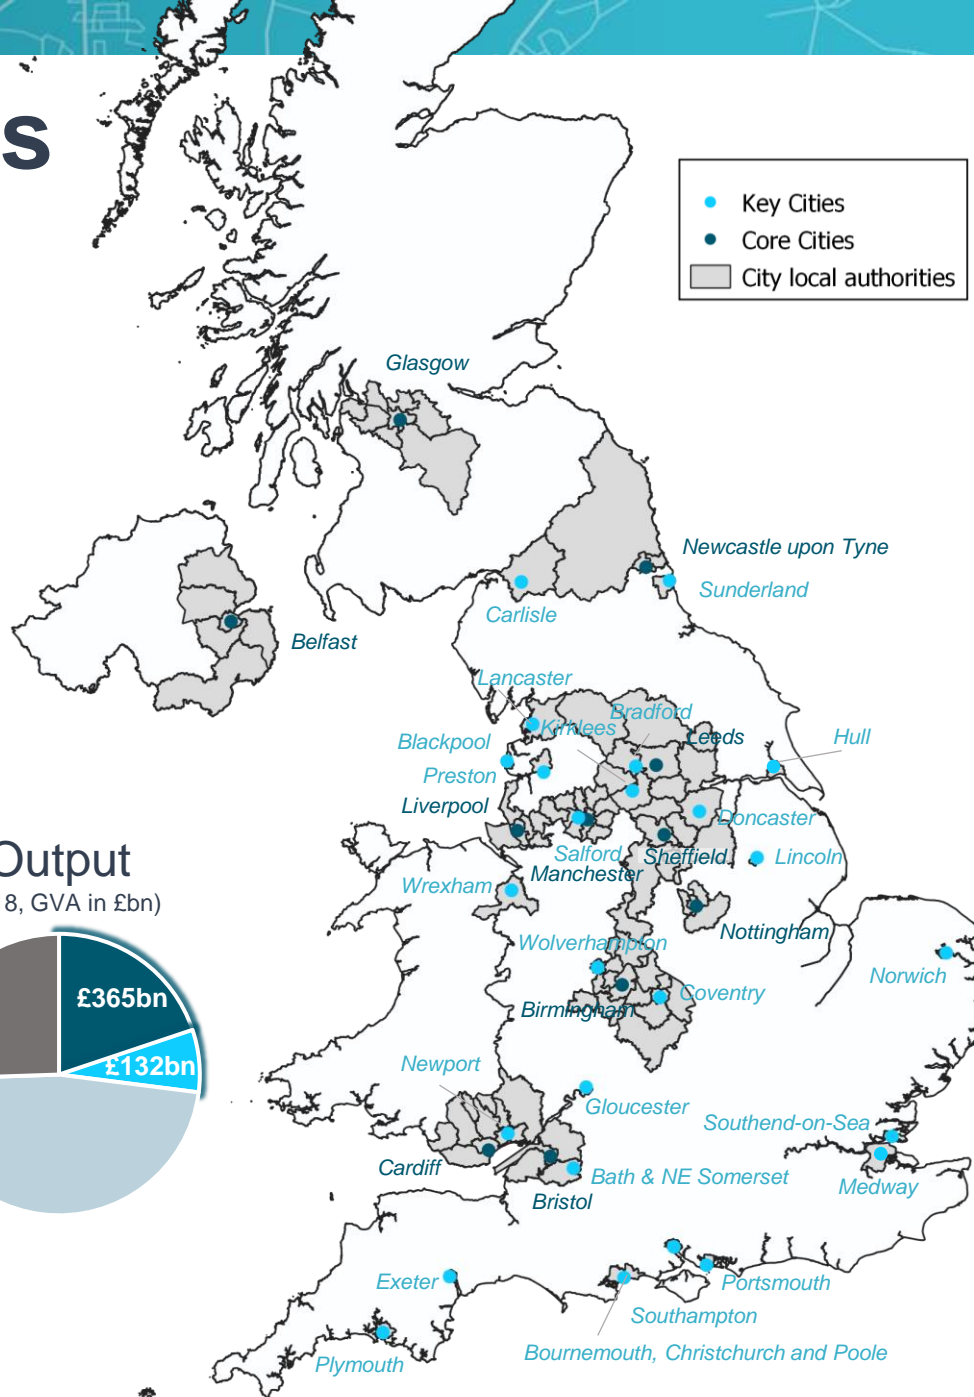 s
Key Cities
Core Cities
City local authorities
Glasgow
Newcastle upon Tyne
Sunderland
Carlisle
Belfast
Lancaster
Bradford
Kirklees
Leeds
Hull
Blackpool
Preston
Liverpool
Doncaster
Salford
Sheffield
Lincoln
Manchester
Wrexham
Output
8, GVA in £bn)
Nottingham
Wolverhampton
Norwich
£365bn
Coventry
Birmingham
£132bn
Newport
Gloucester
Southend-on-Sea
Cardiff
Bath & NE Somerset
Medway
Bristol
Exeter
Portsmouth
Southampton
Bournemouth, Christchurch and Poole
Plymouth